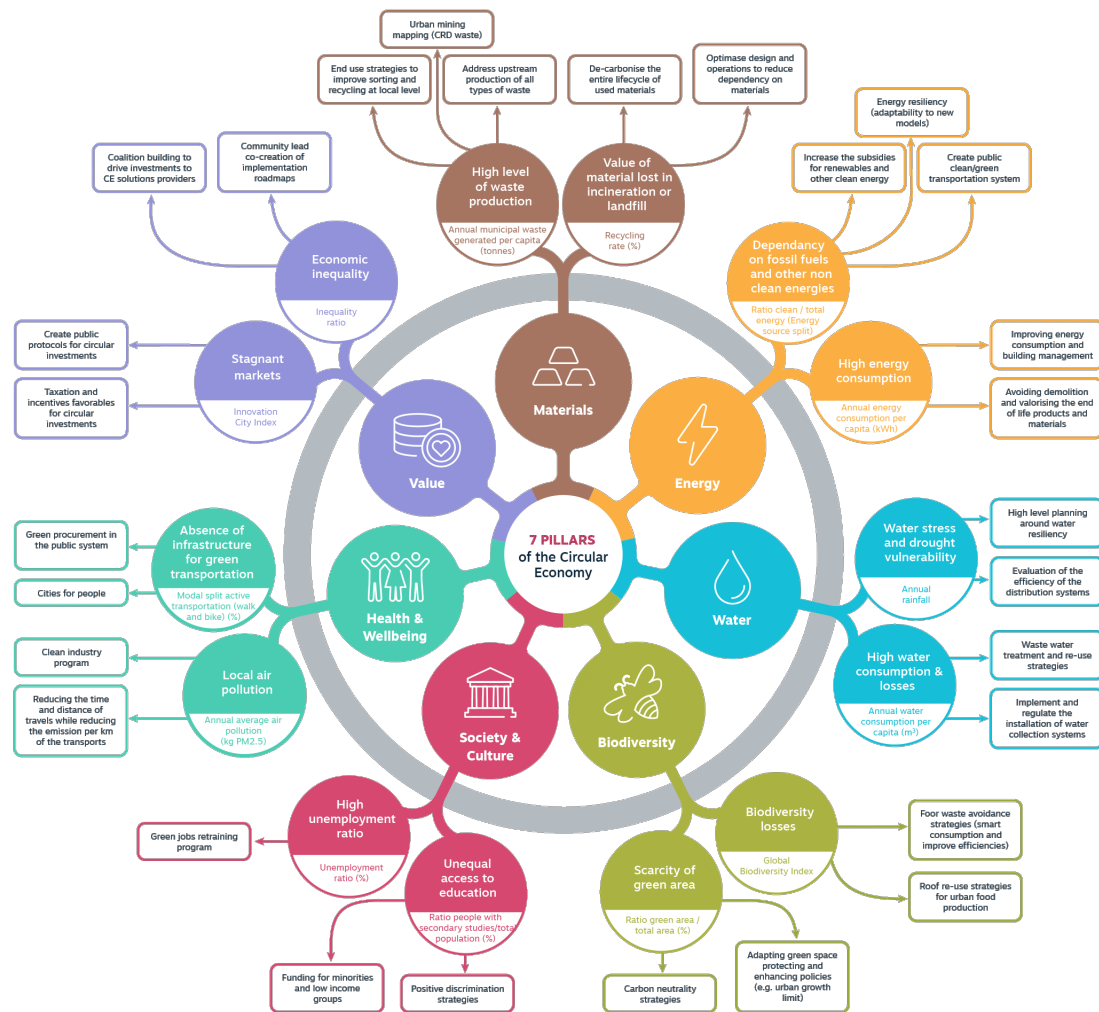 7 PILLARS
of the Circular
Economy
Materials
High level
of waste
production
Annual municipal waste
generated per capita
(tonnes)
End use strategies to
improve sorting and
recycling at local level
Urban mining
mapping (CRD waste)
Address upstream
production of all
types of waste
Value of
material lost in
incineration or
landfill
Recycling
rate (%)
De-carbonise the
entire lifecycle of
used materials
Optimase design and
operations to reduce
dependency on
materials
Energy
Dependancy
on fossil fuels
and other non
clean energies
Ratio clean / total
energy (Energy
source split)
Increase the subsidies
for renewables and
other clean energy
Energy resiliency
(adaptability to new
models)
Create public
clean/green
transportation system
High energy
consumption
Annual energy
consumption per
capita (kWh)
Improving energy
consumption and
building management
Avoiding demolition
and valorising the end
of life products and
materials
Water
Water stress
and drought
vulnerability
Annual
rainfall
High level planning
around water
resiliency
Evaluation of the
efficiency of the
distribution systems
High water
consumption &
losses
Annual water
consumption per
capita (m³)
Waste water
treatment and re-use
strategies
Implement and
regulate the
installation of water
collection systems
Biodiversity
Biodiversity
losses
Global
Biodiversity Index
Foor waste avoidance
strategies (smart
consumption and
improve efficiencies)
Roof re-use strategies
for urban food
production
Scarcity of
green area
Ratio green area /
total area (%)
Adapting green space
protecting and
enhancing policies
(e.g. urban growth
limit)
Carbon neutrality
strategies
Society &
Culture
Unequal
access to
education
Ratio people with
secondary studies/total
population (%)
Positive discrimination
strategies
Funding for minorities
and low income
groups
High
unemployment
ratio
Unemployment
ratio (%)
Green jobs retraining
program
Health &
Wellbeing
Local air
pollution
Annual average air
pollution
(kg PM2.5)
Reducing the time
and distance of
travels while reducing
the emission per km
of the transports
Clean industry
program
Absence of
infrastructure
for green
transportation
Modal split active
transportation (walk
and bike) (%)
Cities for people
Green procurement in
the public system
Value
Stagnant
markets
Innovation
City Index
Taxation and
incentives favorables
for circular
investments
Create public
protocols for circular
investments
Economic
inequality
Inequality
ratio
Coalition building to
drive investments to
CE solutions providers
Community lead
co-creation of
implementation
roadmaps